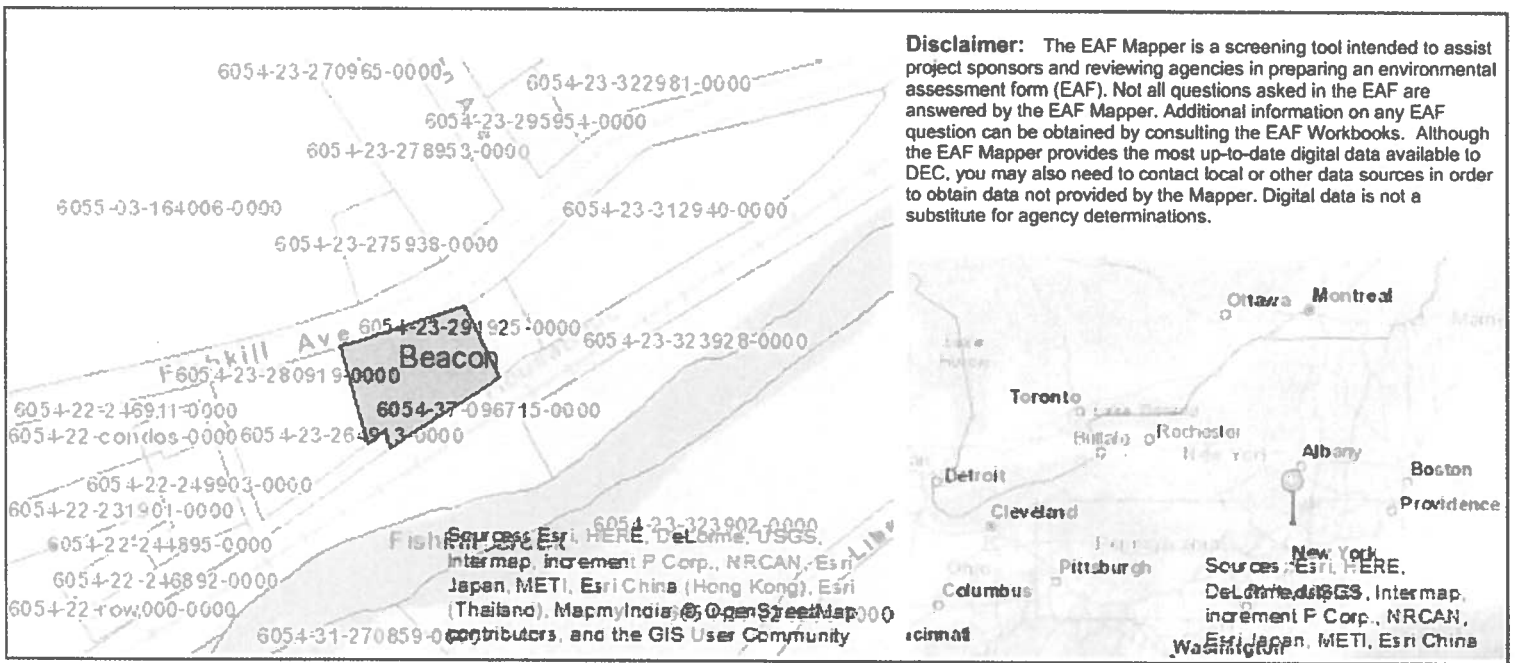 Disclaimer: The EAF Mapper is a screening tool intended to assist
project sponsors and reviewing agencies in preparing an environmental
assessment form (EAF). Not all questions asked in the EAF are
answered by the EAF Mapper. Additional information on any EAF
question can be obtained by consulting the EAF Workbooks. Although
the EAF Mapper provides the most up-to-date digital data available to
DEC, you may also need to contact local or other data sources in order
to obtain data not provided by the Mapper. Digital data is not a
substitute for agency determinations.
6054-23-270965-0000
6054-23-322981-0000
6054-23-295954-0000
6054-23-278953-0000
6055-03-164006-0000
6054-23-312940-0000
6054-23-275938-0000
6054-23-291925-0000
Ave
Beacon
6054-23-323928-0000
6054-23-280919-0000
6054-22-246911-0000
6054-37-096715-0000
6054-22-condos-0000
6054-23-264913-0000
6054-22-249903-0000
6054-22-231901-0000
6054-22-244895-0000
6054-23-323902-0000
6054-22-246892-0000
6054-22-row,000-0000
Sources: Esri, HERE, DeLorme, USGS,
Intermap, increment P Corp., NRCAN, Esri
Japan, METI, Esri China (Hong Kong), Esri
(Thailand), MapmyIndia, © OpenStreetMap
contributors, and the GIS User Community
Ottawa
Montreal
Toronto
Buffalo
Rochester
Albany
Detroit
Boston
Providence
Cleveland
New York
Pittsburgh
Columbus
Washington
Sources: Esri, HERE,
DeLorme, USGS, Intermap,
increment P Corp., NRCAN,
Esri Japan, METI, Esri China